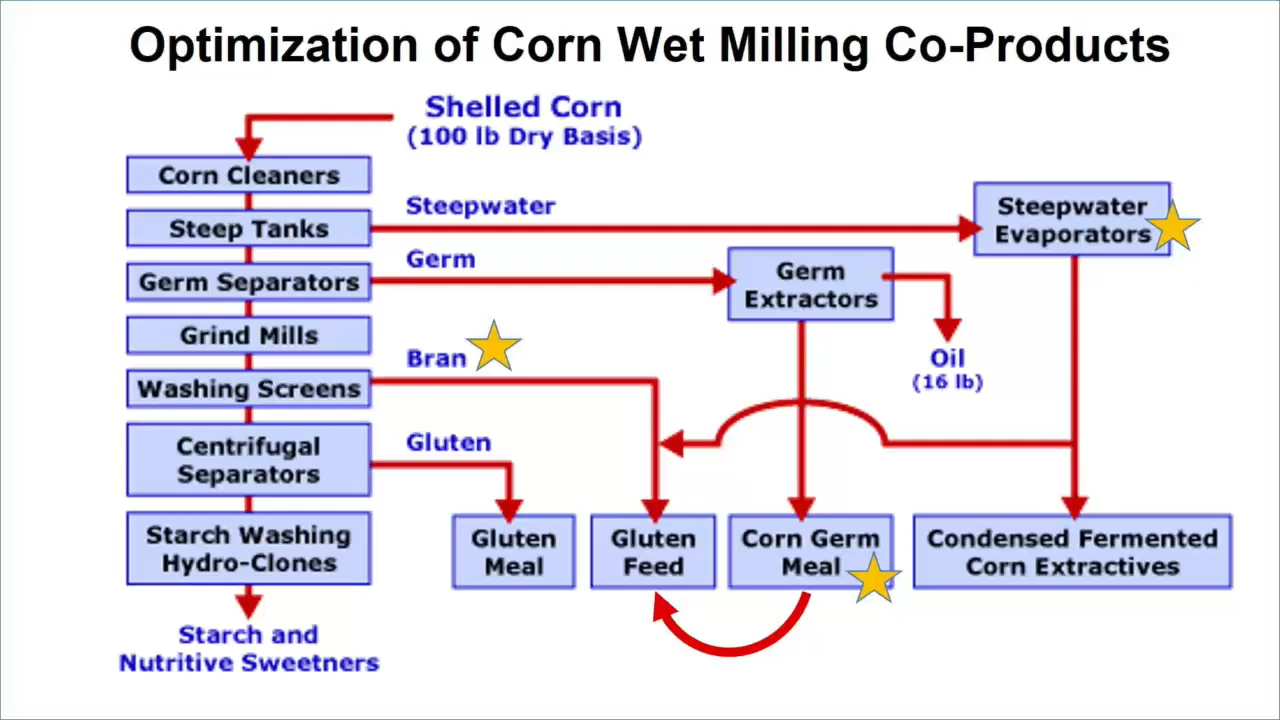 Optimization of Corn Wet Milling Co-Products
Shelled Corn
(100 lb Dry Basis)
Corn Cleaners
Steep Tanks
Steepwater
Steepwater
Evaporators
Germ Separators
Germ
Germ
Extractors
Oil
(16 lb)
Grind Mills
Bran
Washing Screens
Centrifugal
Separators
Gluten
Starch Washing
Hydro-Clones
Gluten
Meal
Gluten
Feed
Corn Germ
Meal
Condensed Fermented
Corn Extractives
Starch and
Nutritive Sweetners